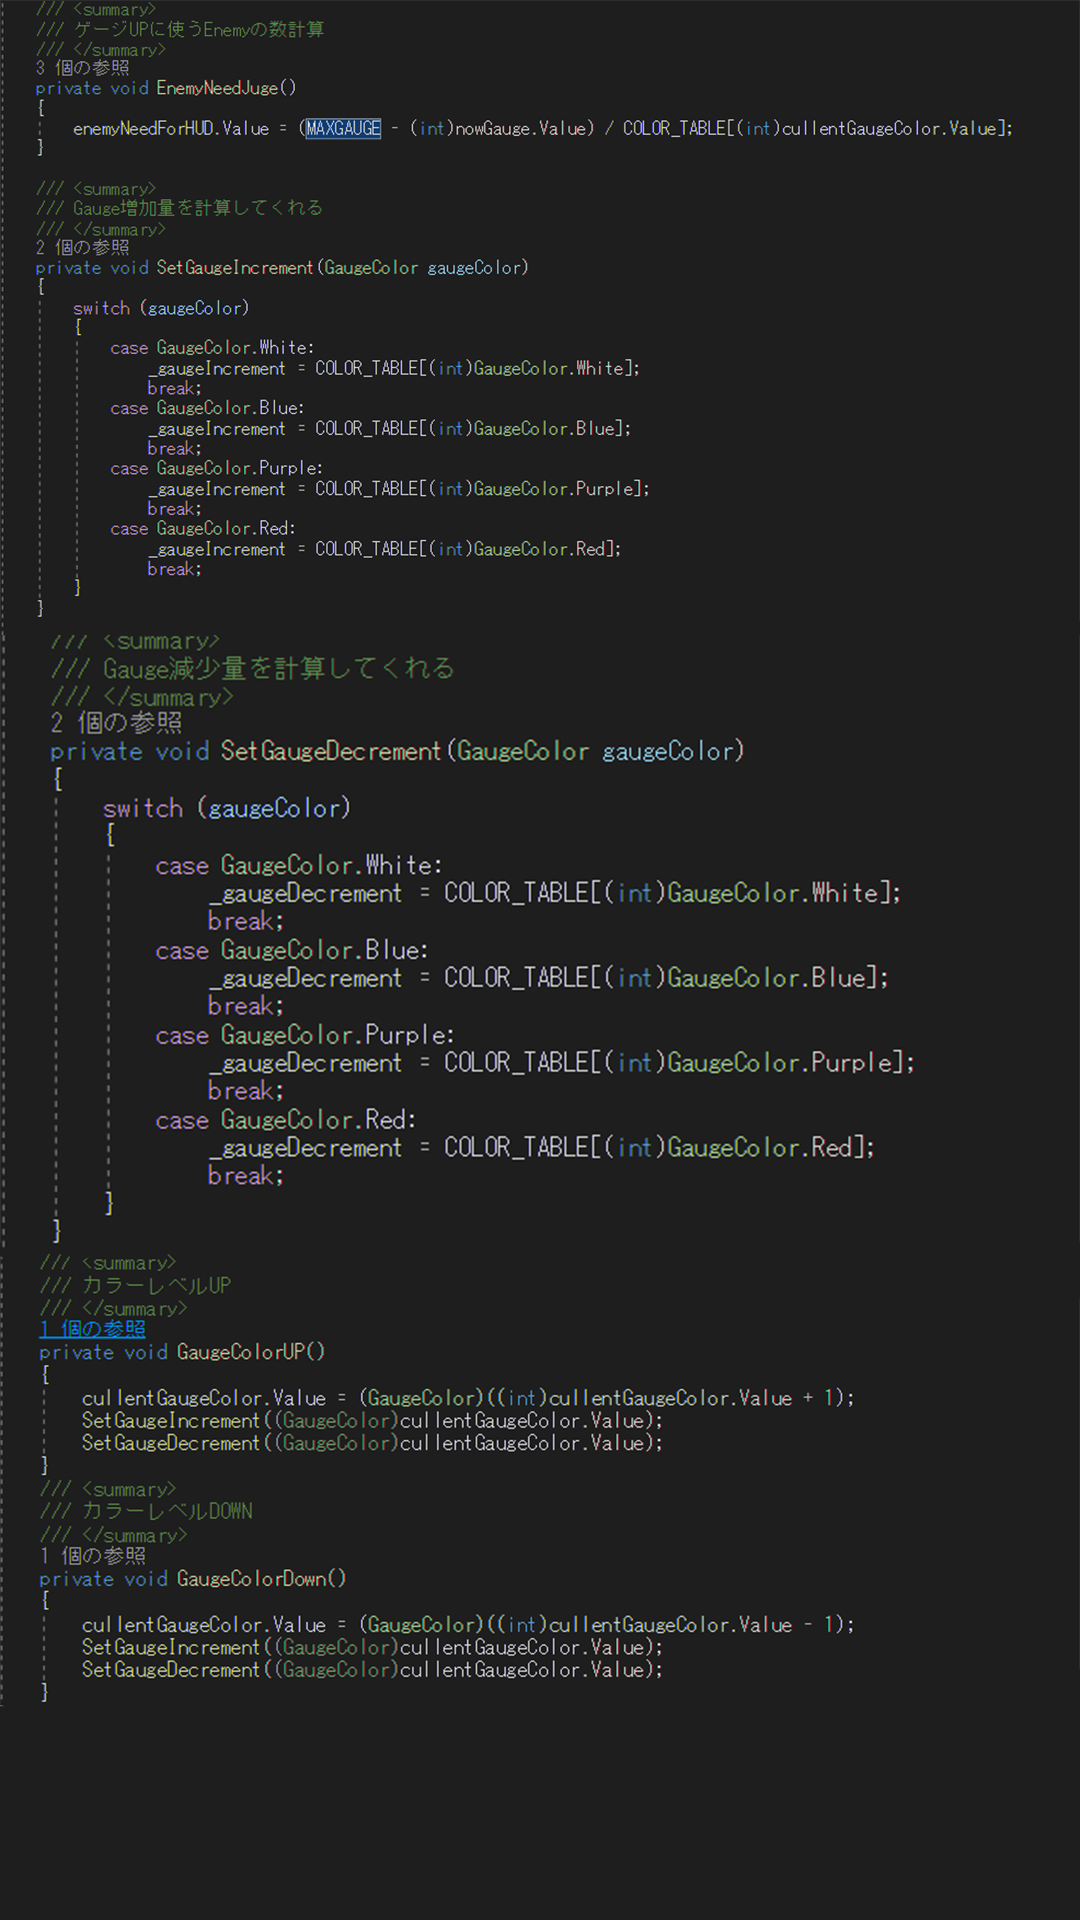 /// <summary>
/// ゲージUPに使うEnemyの数計算
/// </summary>
3 個の参照
private void EnemyNeedJuge()
{
enemyNeedForHUD.Value = (MAXGAUGE - (int)nowGauge.Value) / COLOR_TABLE[(int)cullentGaugeColor.Value];
}
/// <summary>
/// Gauge増加量を計算してくれる
/// </summary>
2 個の参照
private void SetGaugeIncrement(GaugeColor gaugeColor)
{
switch (gaugeColor)
{
case GaugeColor.White:
_gaugeIncrement = COLOR_TABLE[(int)GaugeColor.White];
break;
case GaugeColor.Blue:
_gaugeIncrement = COLOR_TABLE[(int)GaugeColor.Blue];
break;
case GaugeColor.Purple:
_gaugeIncrement = COLOR_TABLE[(int)GaugeColor.Purple];
break;
case GaugeColor.Red:
_gaugeIncrement = COLOR_TABLE[(int)GaugeColor.Red];
break;
}
}
/// <summary>
/// Gauge減少量を計算してくれる
/// </summary>
2 個の参照
private void SetGaugeDecrement(GaugeColor gaugeColor)
{
switch (gaugeColor)
{
case GaugeColor.White:
_gaugeDecrement = COLOR_TABLE[(int)GaugeColor.White];
break;
case GaugeColor.Blue:
_gaugeDecrement = COLOR_TABLE[(int)GaugeColor.Blue];
break;
case GaugeColor.Purple:
_gaugeDecrement = COLOR_TABLE[(int)GaugeColor.Purple];
break;
case GaugeColor.Red:
_gaugeDecrement = COLOR_TABLE[(int)GaugeColor.Red];
break;
}
}
/// <summary>
/// カラーレベルUP
/// </summary>
1 個の参照
private void GaugeColorUP()
{
cullentGaugeColor.Value = (GaugeColor)((int)cullentGaugeColor.Value + 1);
SetGaugeIncrement((GaugeColor)cullentGaugeColor.Value);
SetGaugeDecrement((GaugeColor)cullentGaugeColor.Value);
}
/// <summary>
/// カラーレベルDOWN
/// </summary>
1 個の参照
private void GaugeColorDown()
{
cullentGaugeColor.Value = (GaugeColor)((int)cullentGaugeColor.Value - 1);
SetGaugeIncrement((GaugeColor)cullentGaugeColor.Value);
SetGaugeDecrement((GaugeColor)cullentGaugeColor.Value);
}